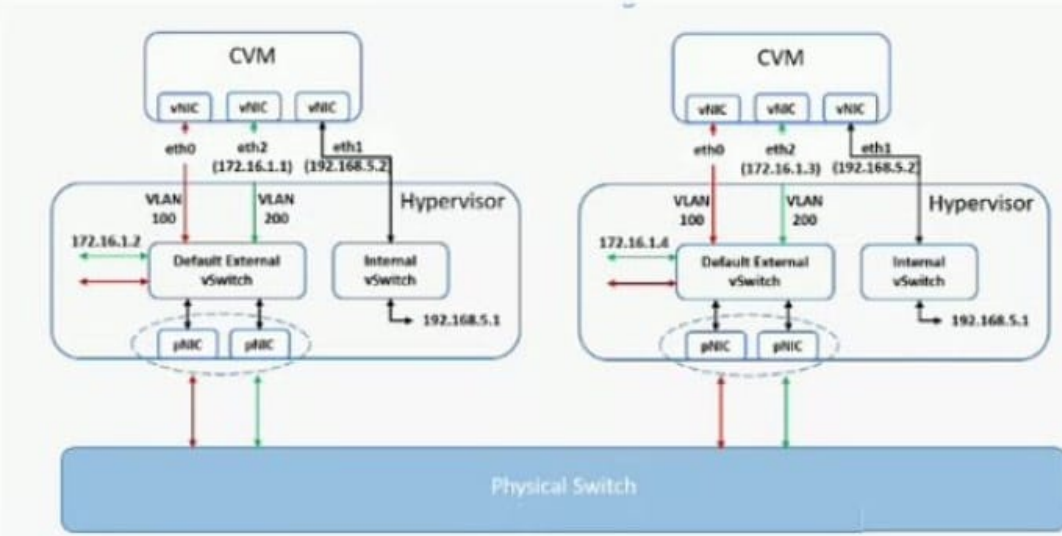 CVM
vNIC
vNIC
vNIC
eth0
eth2
(172.16.1.1)
eth1
(192.168.5.2)
Hypervisor
VLAN
100
VLAN
200
172.16.1.2
Default External
vSwitch
Internal
vSwitch
192.168.5.1
pNIC
pNIC
CVM
vNIC
vNIC
vNIC
eth0
eth2
(172.16.1.3)
eth1
(192.168.5.2)
Hypervisor
VLAN
100
VLAN
200
172.16.1.4
Default External
vSwitch
Internal
vSwitch
192.168.5.1
pNIC
pNIC
Physical Switch